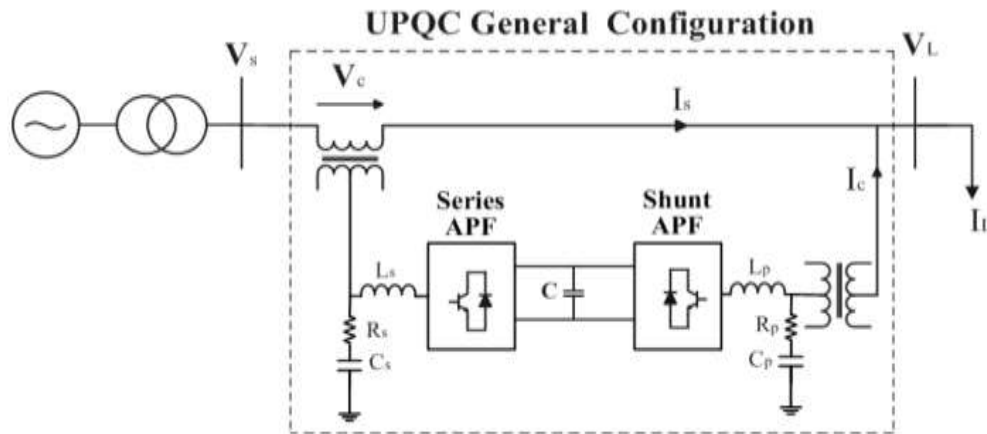 UPQC General Configuration
Vs
Vc
Is
VL
Ic
Il
Series
APF
Shunt
APF
Ls
C
Lp
Rs
Cs
Rp
Cp